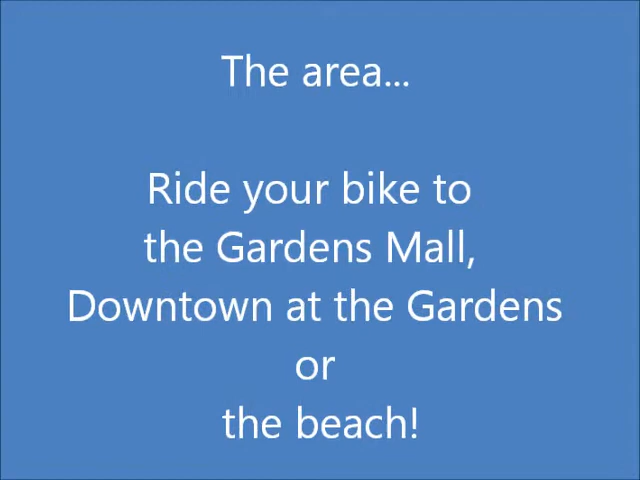 The area...
Ride your bike to
the Gardens Mall,
Downtown at the Gardens
or
the beach!